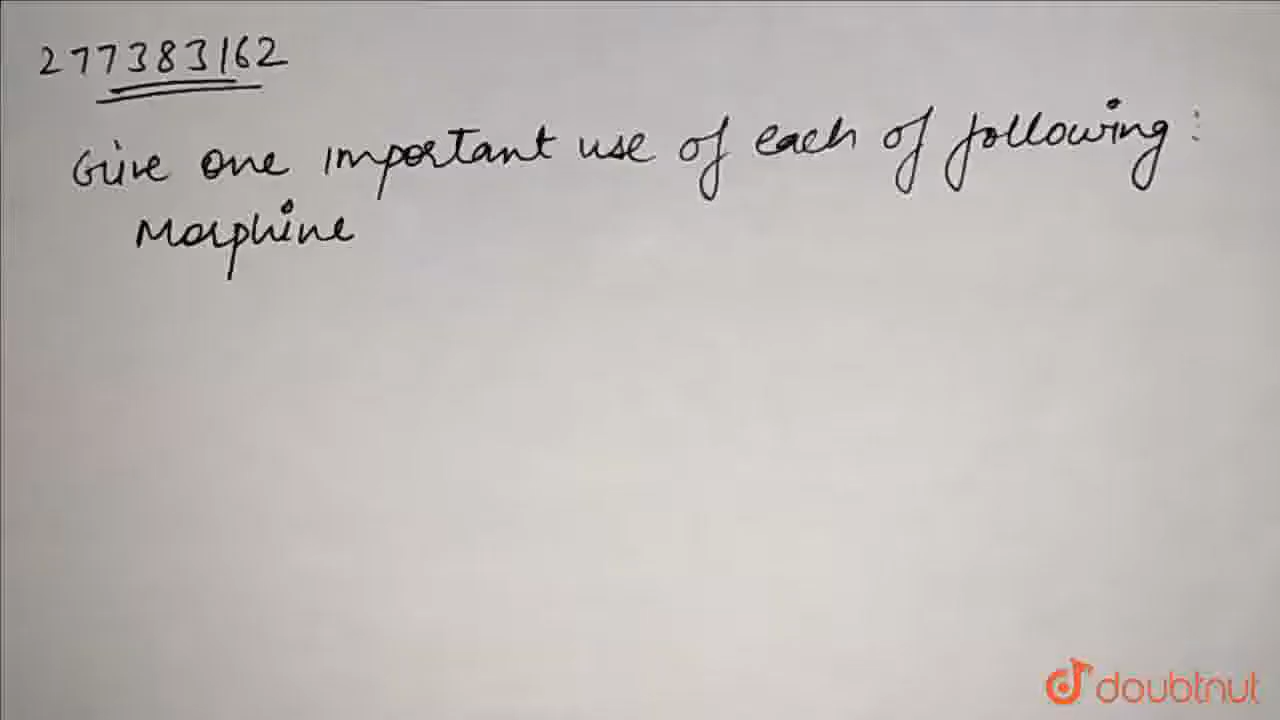 277383162
Give one important use of each of following :
Morphine
doubtnut